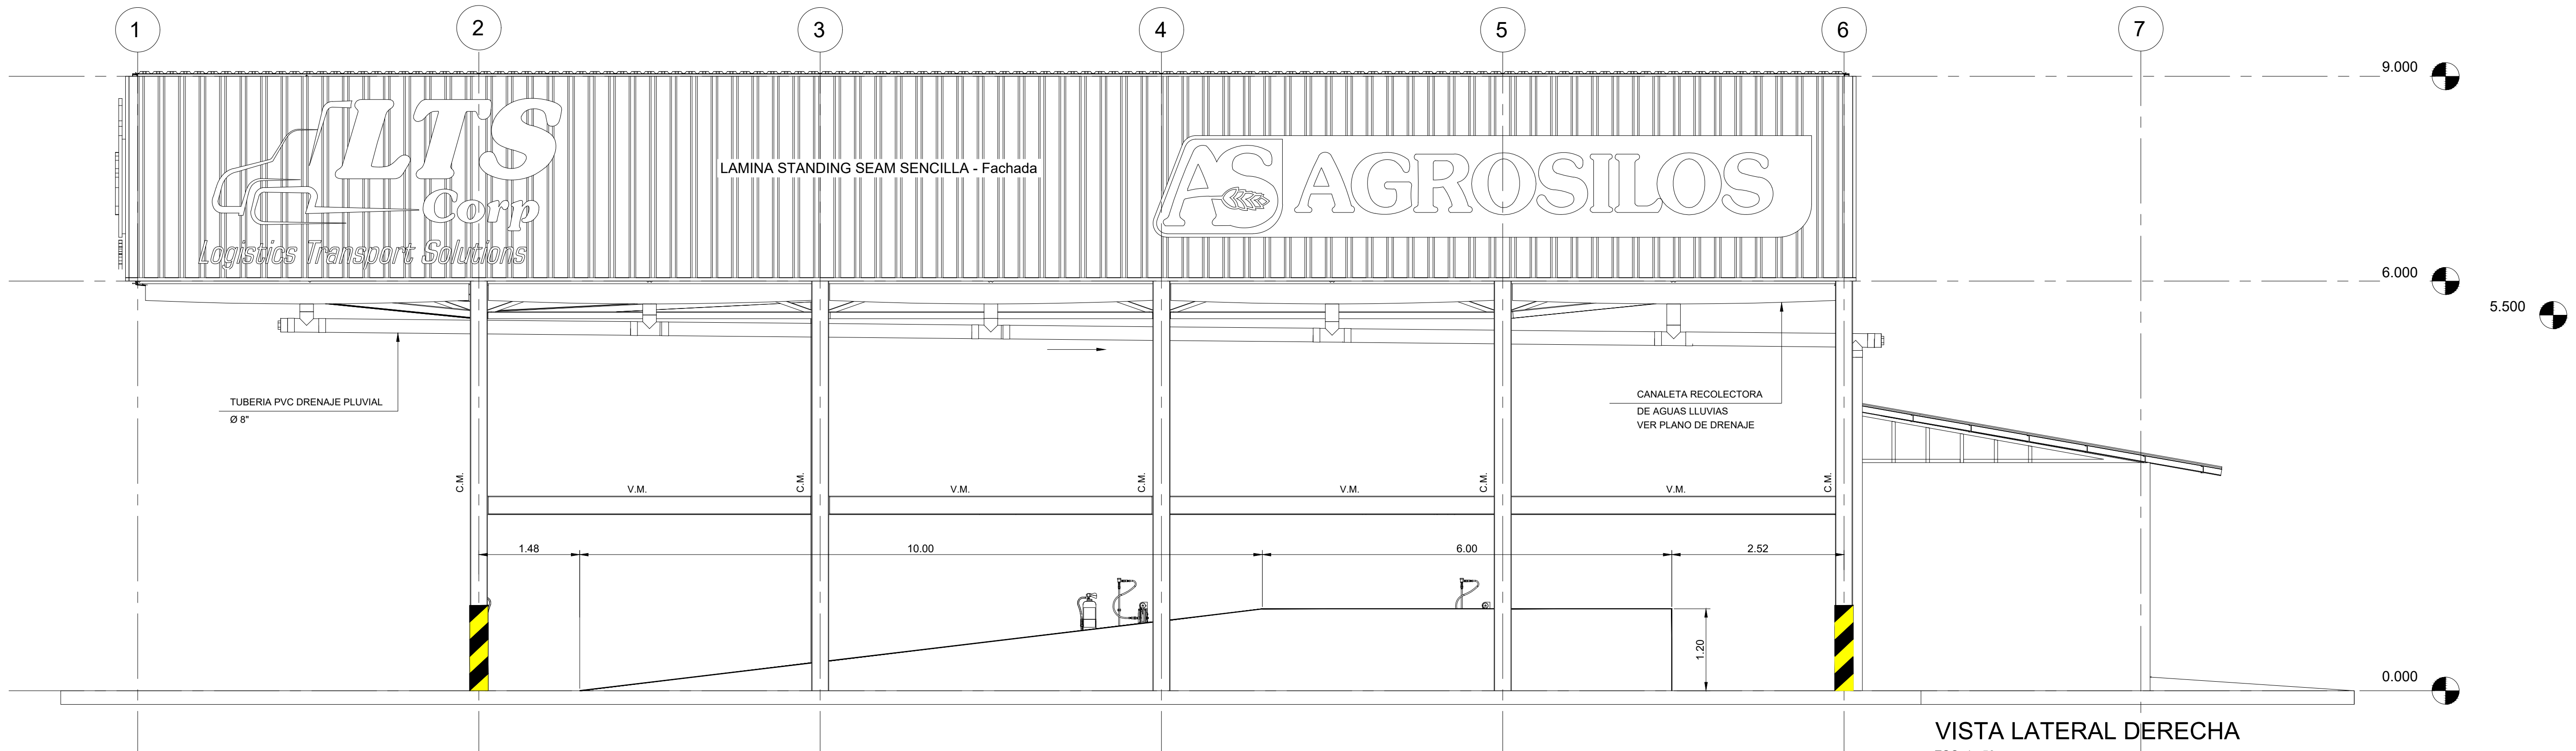 1
2
3
4
5
6
7
9.000
LTS
Corp
Logistics Transport Solutions
LAMINA STANDING SEAM SENCILLA - Fachada
AS AGROSILOS
6.000
5.500
TUBERIA PVC DRENAJE PLUVIAL
Ø 8"
CANALETA RECOLECTORA
DE AGUAS LLUVIAS
VER PLANO DE DRENAJE
C.M.
V.M.
C.M.
V.M.
C.M.
V.M.
C.M.
V.M.
C.M.
1.48
10.00
6.00
2.52
1.20
0.000
VISTA LATERAL DERECHA